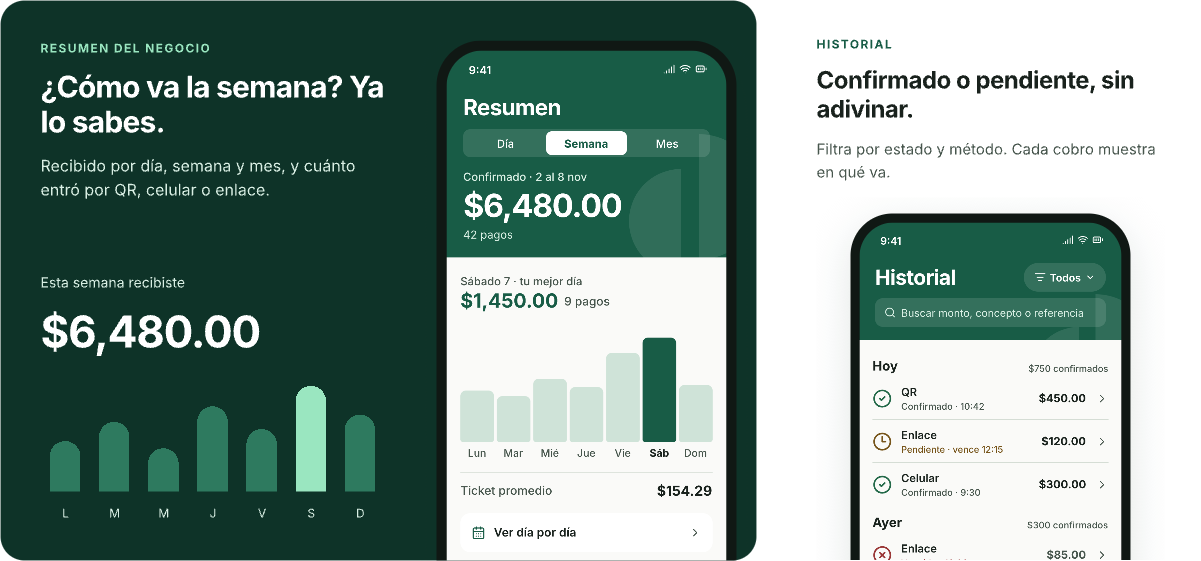 RESUMEN DEL NEGOCIO
¿Cómo va la semana? Ya
lo sabes.
Recibido por día, semana y mes, y cuánto
entró por QR, celular o enlace.
Esta semana recibiste
$6,480.00
L M M J V S D
9:41
Resumen
Día Semana Mes
Confirmado · 2 al 8 nov
$6,480.00
42 pagos
Sábado 7 · tu mejor día
$1,450.00 9 pagos
Lun Mar Mié Jue Vie Sáb Dom
Ticket promedio $154.29
Ver día por día
HISTORIAL
Confirmado o pendiente, sin
adivinar.
Filtra por estado y método. Cada cobro muestra
en qué va.
9:41
Historial Todos
Buscar monto, concepto o referencia
Hoy $750 confirmados
QR $450.00
Confirmado · 10:42
Enlace $120.00
Pendiente · vence 12:15
Celular $300.00
Confirmado · 9:30
Ayer $300 confirmados
Enlace $85.00